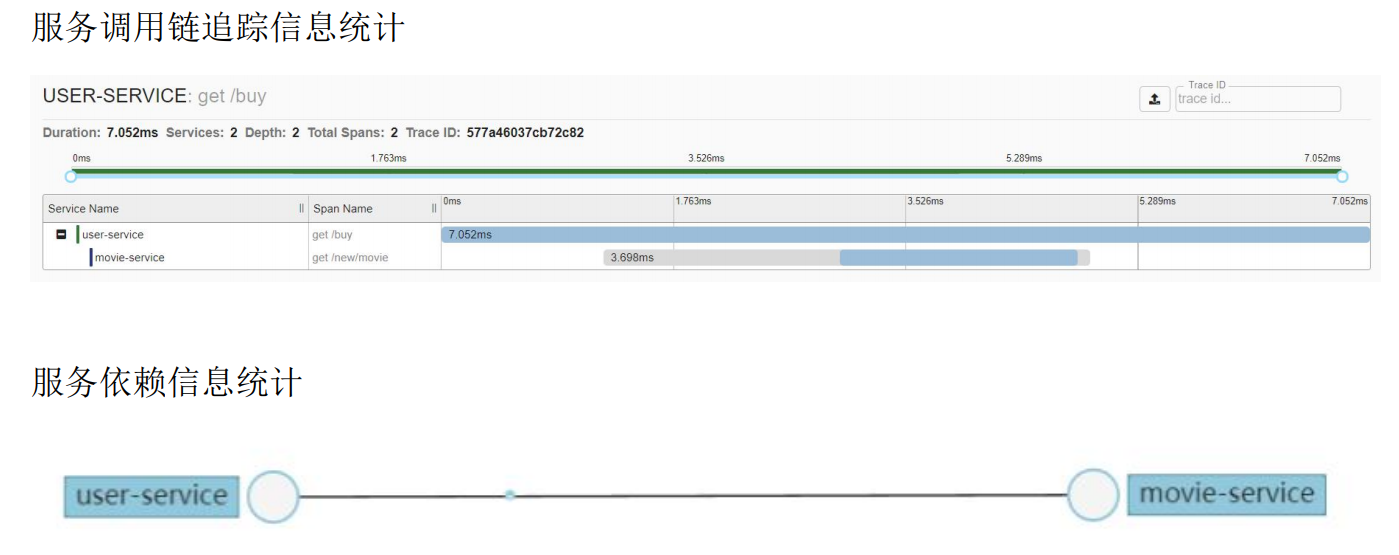 服务调用链追踪信息统计
USER-SERVICE: get /buy
Trace ID
trace id...
Duration: 7.052ms Services: 2 Depth: 2 Total Spans: 2 Trace ID: 577a46037cb72c82
0ms 1.763ms 3.526ms 5.289ms 7.052ms
Service Name Span Name 0ms 1.763ms 3.526ms 5.289ms 7.052ms
user-service get /buy 7.052ms
movie-service get /new/movie 3.698ms
服务依赖信息统计
user-service movie-service